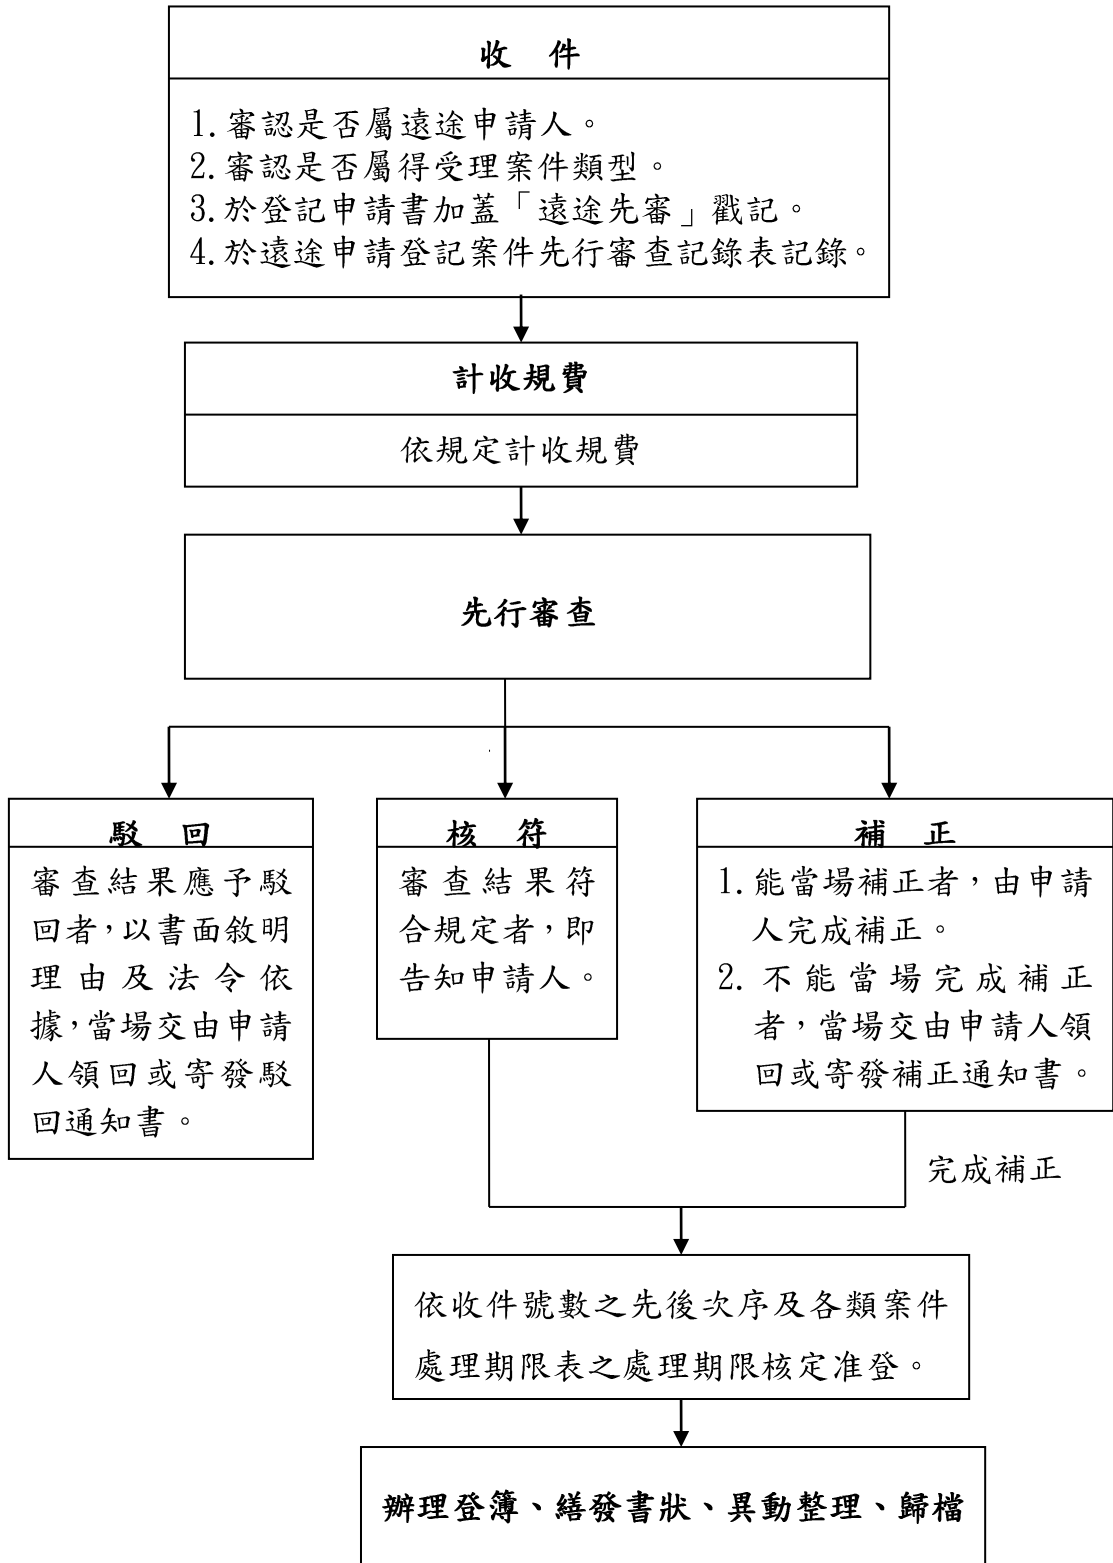 收 件
1. 審認是否屬遠途申請人。
2. 審認是否屬得受理案件類型。
3. 於登記申請書加蓋「遠途先審」戳記。
4. 於遠途申請登記案件先行審查記錄表記錄。
計收規費
依規定計收規費
先行審查
駁 回
審查結果應予駁
回者，以書面敘明
理由及法令依
據，當場交由申請
人領回或寄發駁
回通知書。
核 符
審查結果符
合規定者，即
告知申請人。
補 正
1. 能當場補正者，由申請
人完成補正。
2. 不能當場完成補正
者，當場交由申請人領
回或寄發補正通知書。
完成補正
依收件號數之先後次序及各類案件
處理期限表之處理期限核定准登。
辦理登簿、繕發書狀、異動整理、歸檔